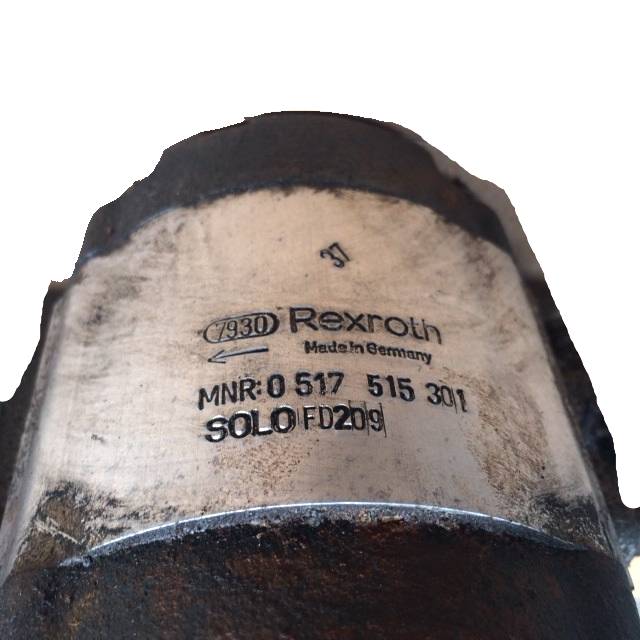 37
7930 Rexroth
Made in Germany
MNR: 0 517 515 301
SOLO FD209